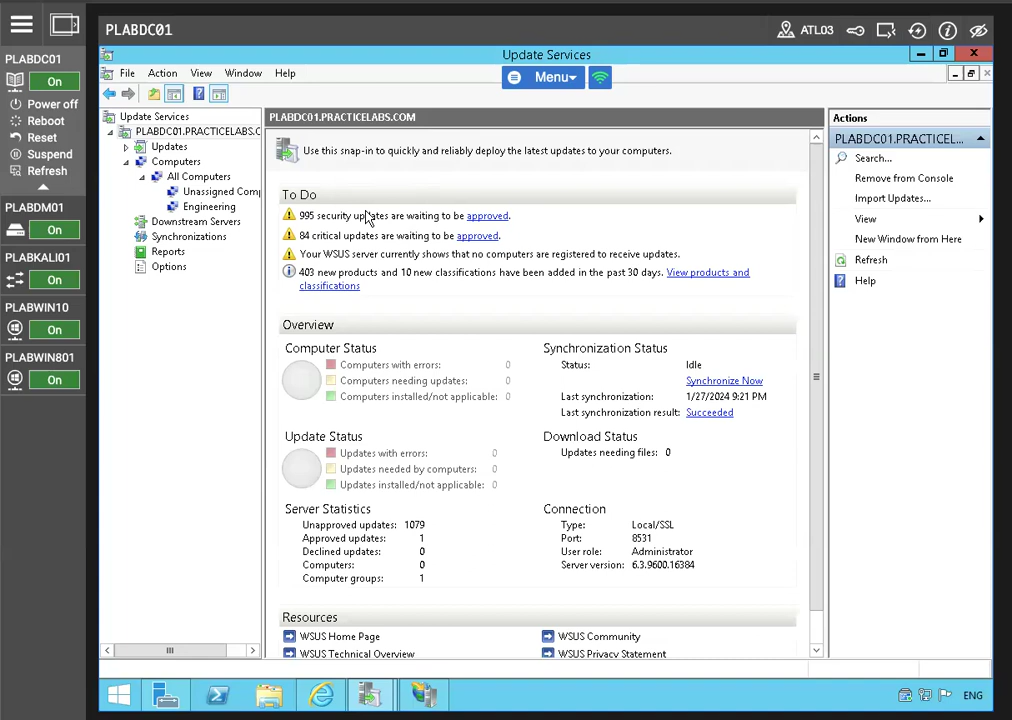 PLABDC01
ATL03
PLABDC01
On
Power off
Reboot
Reset
Suspend
Refresh
PLABDM01
On
PLABKALI01
On
PLABWIN10
On
PLABWIN801
On
Update Services
File Action View Window Help
Menu
Update Services
PLABDC01.PRACTICELABS.C
Updates
Computers
All Computers
Unassigned Comp
Engineering
Downstream Servers
Synchronizations
Reports
Options
PLABDC01.PRACTICELABS.COM
Use this snap-in to quickly and reliably deploy the latest updates to your computers.
To Do
995 security updates are waiting to be approved.
84 critical updates are waiting to be approved.
Your WSUS server currently shows that no computers are registered to receive updates.
403 new products and 10 new classifications have been added in the past 30 days. View products and
classifications
Overview
Computer Status
Computers with errors: 0
Computers needing updates: 0
Computers installed/not applicable: 0
Synchronization Status
Status: Idle
Synchronize Now
Last synchronization: 1/27/2024 9:21 PM
Last synchronization result: Succeeded
Update Status
Updates with errors: 0
Updates needed by computers: 0
Updates installed/not applicable: 0
Download Status
Updates needing files: 0
Server Statistics
Unapproved updates: 1079
Approved updates: 1
Declined updates: 0
Computers: 0
Computer groups: 1
Connection
Type: Local/SSL
Port: 8531
User role: Administrator
Server version: 6.3.9600.16384
Resources
WSUS Home Page
WSUS Community
WSUS Technical Overview
WSUS Privacy Statement
Actions
PLABDC01.PRACTICEL...
Search...
Remove from Console
Import Updates...
View
New Window from Here
Refresh
Help
ENG